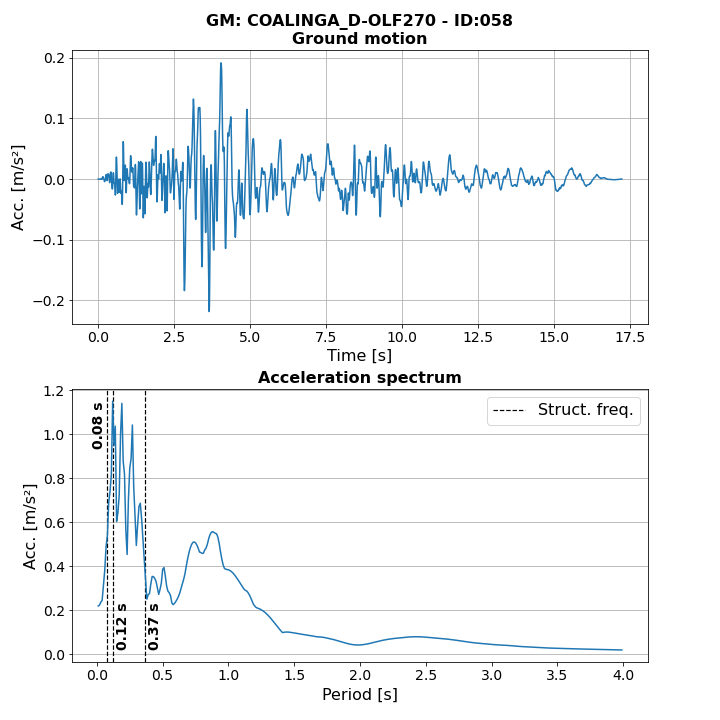 GM: COALINGA_D-OLF270 - ID:058
Ground motion
0.2
0.1
0.0
−0.1
−0.2
Acc. [m/s²]
0.0 2.5 5.0 7.5 10.0 12.5 15.0 17.5
Time [s]
Acceleration spectrum
1.2
1.0
0.8
0.6
0.4
0.2
0.0
Acc. [m/s²]
Struct. freq.
0.08 s
0.12 s
0.37 s
0.0 0.5 1.0 1.5 2.0 2.5 3.0 3.5 4.0
Period [s]